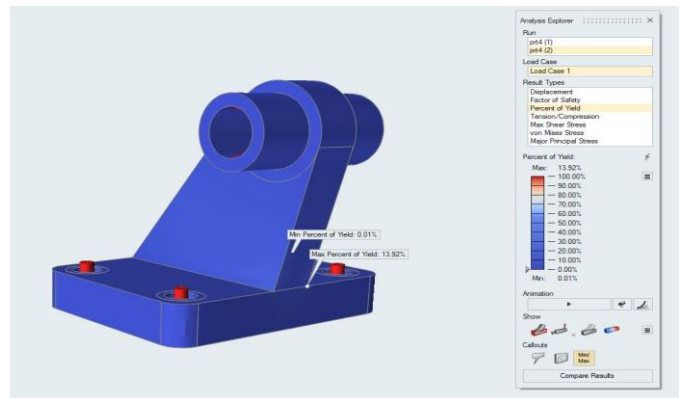 Analysis Explorer
Run
prt4 (1)
prt4 (2)
Load Case
Load Case 1
Result Types
Displacement
Factor of Safety
Percent of Yield
Tension/Compression
Max Shear Stress
von Mises Stress
Major Principal Stress
Percent of Yield:
Max: 13.92%
100.00%
90.00%
80.00%
70.00%
60.00%
50.00%
40.00%
30.00%
20.00%
10.00%
0.00%
Min: 0.01%
Animation
Show
Callouts
Min/
Max
Compare Results
Min Percent of Yield: 0.01%
Max Percent of Yield: 13.92%